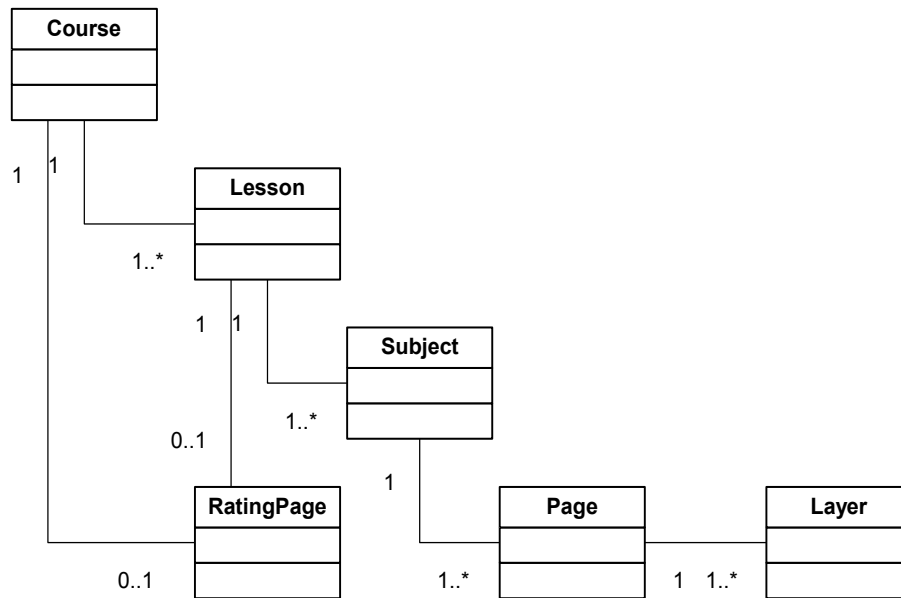 Course
1 1
Lesson
1..*
1 1
Subject
1..*
0..1
1
RatingPage Page Layer
0..1 1..* 1 1..*